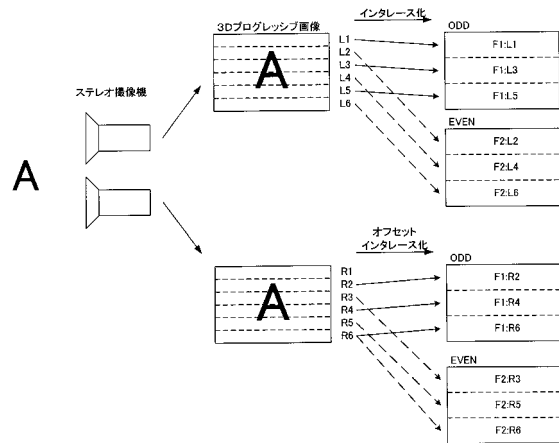 3Dプログレッシブ画像
インタレース化
ステレオ撮像機
A
A
L1
L2
L3
L4
L5
L6
ODD
F1:L1
F1:L3
F1:L5
EVEN
F2:L2
F2:L4
F2:L6
オフセット
インタレース化
A
R1
R2
R3
R4
R5
R6
ODD
F1:R2
F1:R4
F1:R6
EVEN
F2:R3
F2:R5
F2:R6